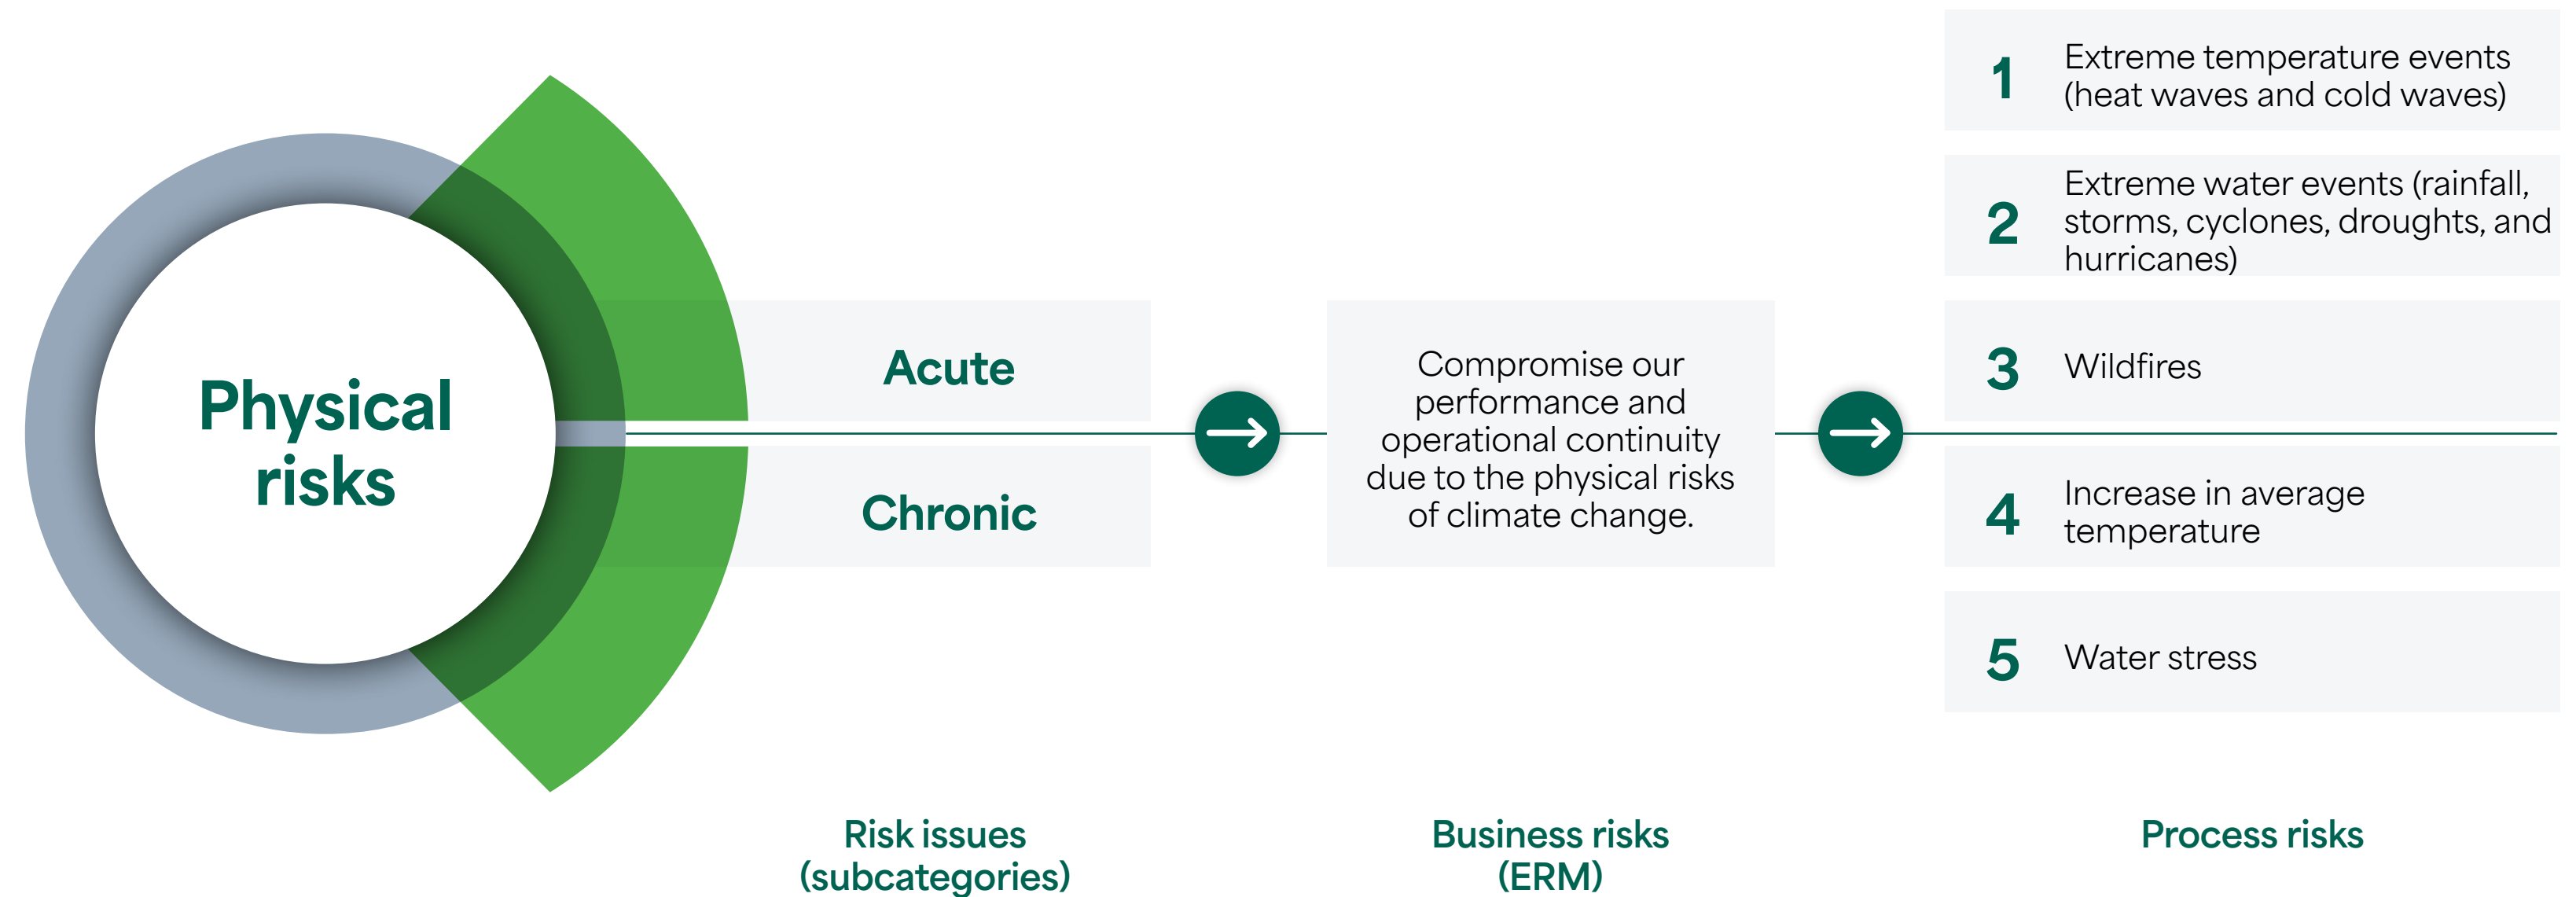 Physical
risks
Acute
Chronic
Risk issues
(subcategories)
Compromise our
performance and
operational continuity
due to the physical risks
of climate change.
Business risks
(ERM)
1
Extreme temperature events
(heat waves and cold waves)
2
Extreme water events (rainfall,
storms, cyclones, droughts, and
hurricanes)
3
Wildfires
4
Increase in average
temperature
5
Water stress
Process risks